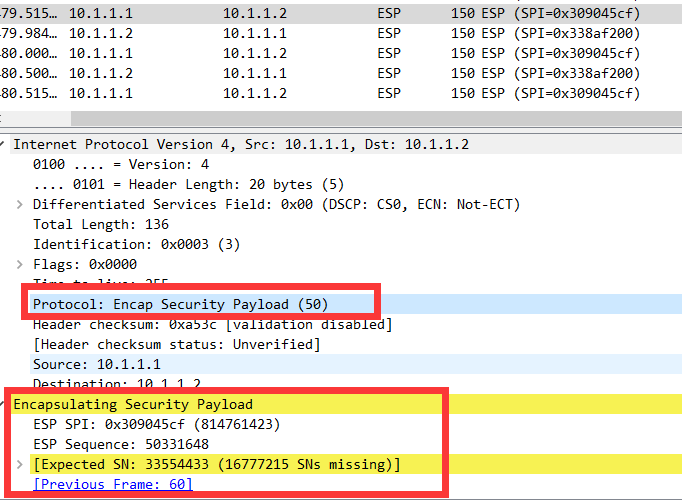 479.515… 10.1.1.1 10.1.1.2 ESP 150 ESP (SPI=0x309045cf)
479.984… 10.1.1.2 10.1.1.1 ESP 150 ESP (SPI=0x338af200)
480.000… 10.1.1.1 10.1.1.2 ESP 150 ESP (SPI=0x309045cf)
480.500… 10.1.1.2 10.1.1.1 ESP 150 ESP (SPI=0x338af200)
480.515… 10.1.1.1 10.1.1.2 ESP 150 ESP (SPI=0x309045cf)
Internet Protocol Version 4, Src: 10.1.1.1, Dst: 10.1.1.2
0100 .... = Version: 4
.... 0101 = Header Length: 20 bytes (5)
Differentiated Services Field: 0x00 (DSCP: CS0, ECN: Not-ECT)
Total Length: 136
Identification: 0x0003 (3)
Flags: 0x0000
Time to live: 255
Protocol: Encap Security Payload (50)
Header checksum: 0xa53c [validation disabled]
[Header checksum status: Unverified]
Source: 10.1.1.1
Destination: 10.1.1.2
Encapsulating Security Payload
ESP SPI: 0x309045cf (814761423)
ESP Sequence: 50331648
[Expected SN: 33554433 (16777215 SNs missing)]
[Previous Frame: 60]